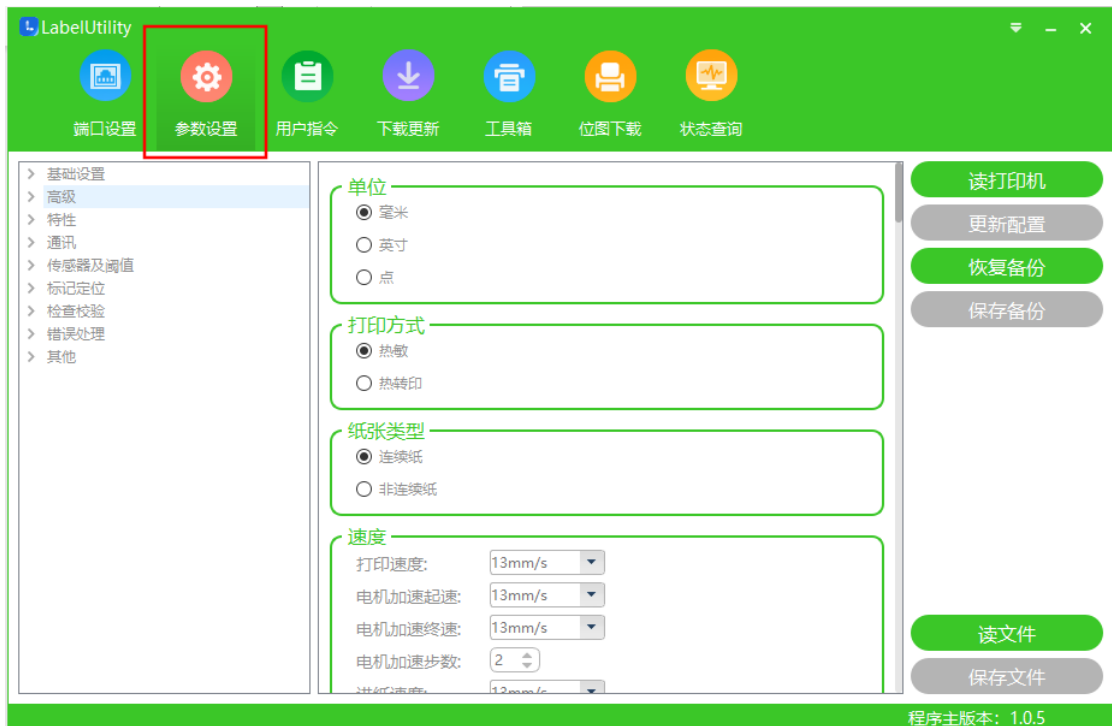 LabelUtility
端口设置 参数设置 用户指令 下载更新 工具箱 位图下载 状态查询
基础设置
高级
特性
通讯
传感器及阈值
标记定位
检查校验
错误处理
其他
单位
毫米
英寸
点
打印方式
热敏
热转印
纸张类型
连续纸
非连续纸
速度
打印速度: 13mm/s
电机加速起速: 13mm/s
电机加速终速: 13mm/s
电机加速步数: 2
进纸速度: 13mm/s
读打印机
更新配置
恢复备份
保存备份
读文件
保存文件
程序主版本: 1.0.5